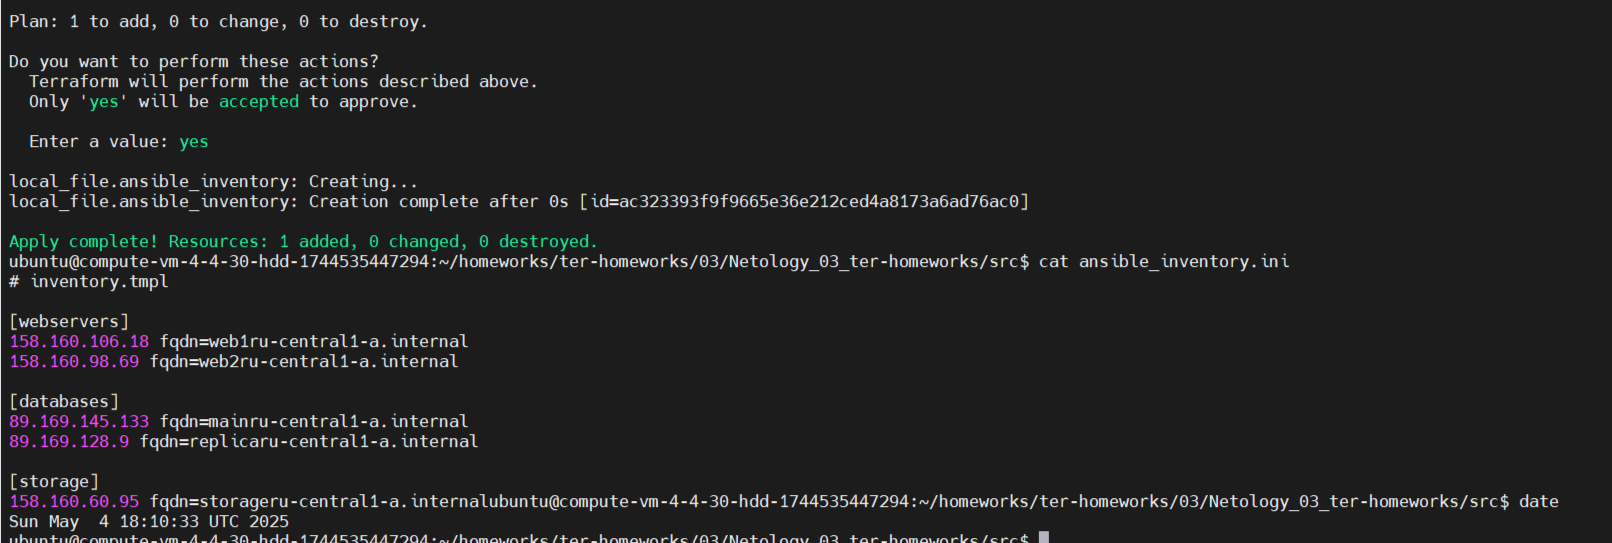 Plan: 1 to add, 0 to change, 0 to destroy.
Do you want to perform these actions?
Terraform will perform the actions described above.
Only 'yes' will be accepted to approve.
Enter a value: yes
local_file.ansible_inventory: Creating...
local_file.ansible_inventory: Creation complete after 0s [id=ac323393f9f9665e36e212ced4a8173a6ad76ac0]
Apply complete! Resources: 1 added, 0 changed, 0 destroyed.
ubuntu@compute-vm-4-4-30-hdd-1744535447294:~/homeworks/ter-homeworks/03/Netology_03_ter-homeworks/src$ cat ansible_inventory.ini
# inventory.tmpl
[webservers]
158.160.106.18 fqdn=web1ru-central1-a.internal
158.160.98.69 fqdn=web2ru-central1-a.internal
[databases]
89.169.145.133 fqdn=mainru-central1-a.internal
89.169.128.9 fqdn=replicaru-central1-a.internal
[storage]
158.160.60.95 fqdn=storageru-central1-a.internalubuntu@compute-vm-4-4-30-hdd-1744535447294:~/homeworks/ter-homeworks/03/Netology_03_ter-homeworks/src$ date
Sun May  4 18:10:33 UTC 2025
ubuntu@compute-vm-4-4-30-hdd-1744535447294:~/homeworks/ter-homeworks/03/Netology_03_ter-homeworks/src$